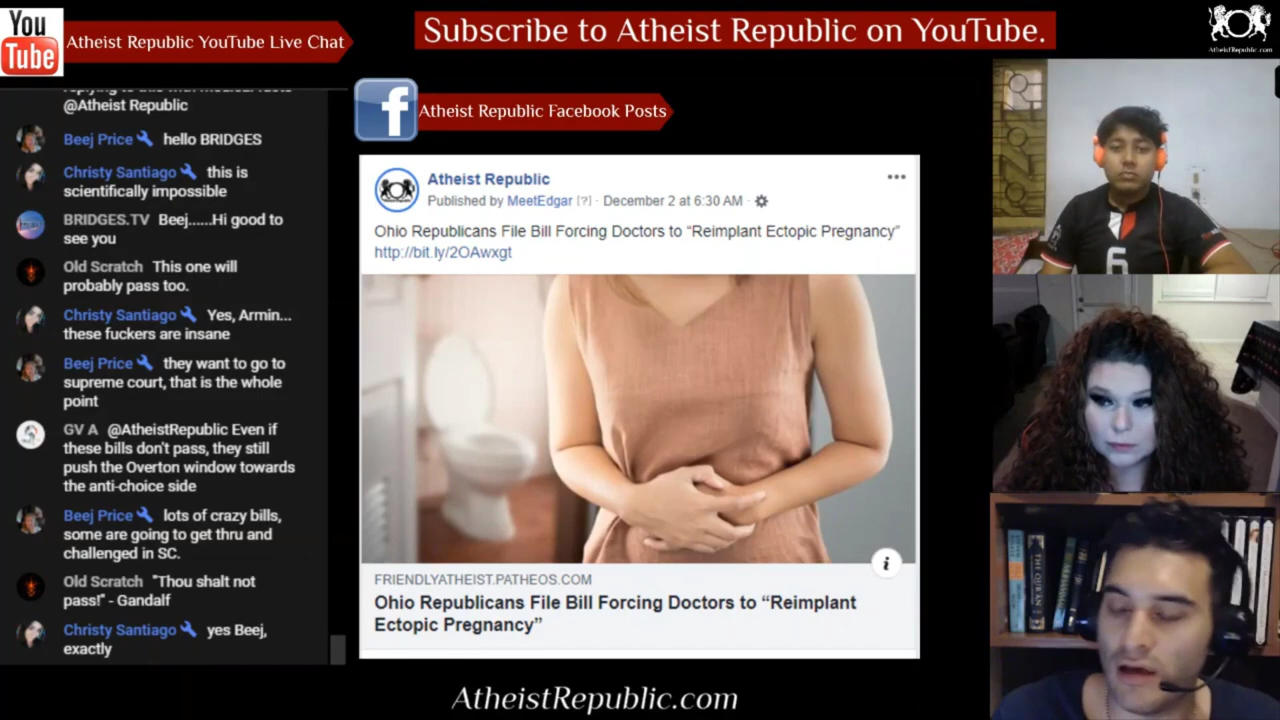 You
Tube
Atheist Republic YouTube Live Chat
Subscribe to Atheist Republic on YouTube.
AtheistRepublic.com
@Atheist Republic
Beej Price hello BRIDGES
Christy Santiago this is
scientifically impossible
BRIDGES.TV Beej......Hi good to
see you
Old Scratch This one will
probably pass too.
Christy Santiago Yes, Armin...
these fuckers are insane
Beej Price they want to go to
supreme court, that is the whole
point
GV A @AtheistRepublic Even if
these bills don't pass, they still
push the Overton window towards
the anti-choice side
Beej Price lots of crazy bills,
some are going to get thru and
challenged in SC.
Old Scratch "Thou shalt not
pass!" - Gandalf
Christy Santiago yes Beej,
exactly
f
Atheist Republic Facebook Posts
Atheist Republic
Published by MeetEdgar [?] · December 2 at 6:30 AM ·
Ohio Republicans File Bill Forcing Doctors to “Reimplant Ectopic Pregnancy”
http://bit.ly/2OAwxgt
i
FRIENDLYATHEIST.PATHEOS.COM
Ohio Republicans File Bill Forcing Doctors to “Reimplant
Ectopic Pregnancy”
6
THE QUR'AN
AtheistRepublic.com